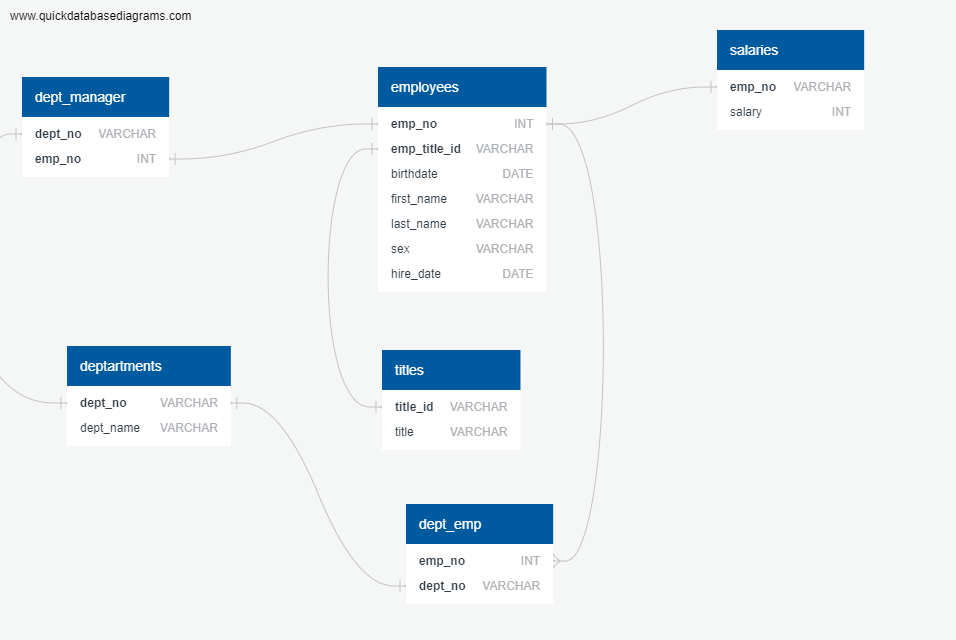 www.quickdatabasediagrams.com
dept_manager
dept_no VARCHAR
emp_no INT
employees
emp_no INT
emp_title_id VARCHAR
birthdate DATE
first_name VARCHAR
last_name VARCHAR
sex VARCHAR
hire_date DATE
salaries
emp_no VARCHAR
salary INT
deptartments
dept_no VARCHAR
dept_name VARCHAR
titles
title_id VARCHAR
title VARCHAR
dept_emp
emp_no INT
dept_no VARCHAR